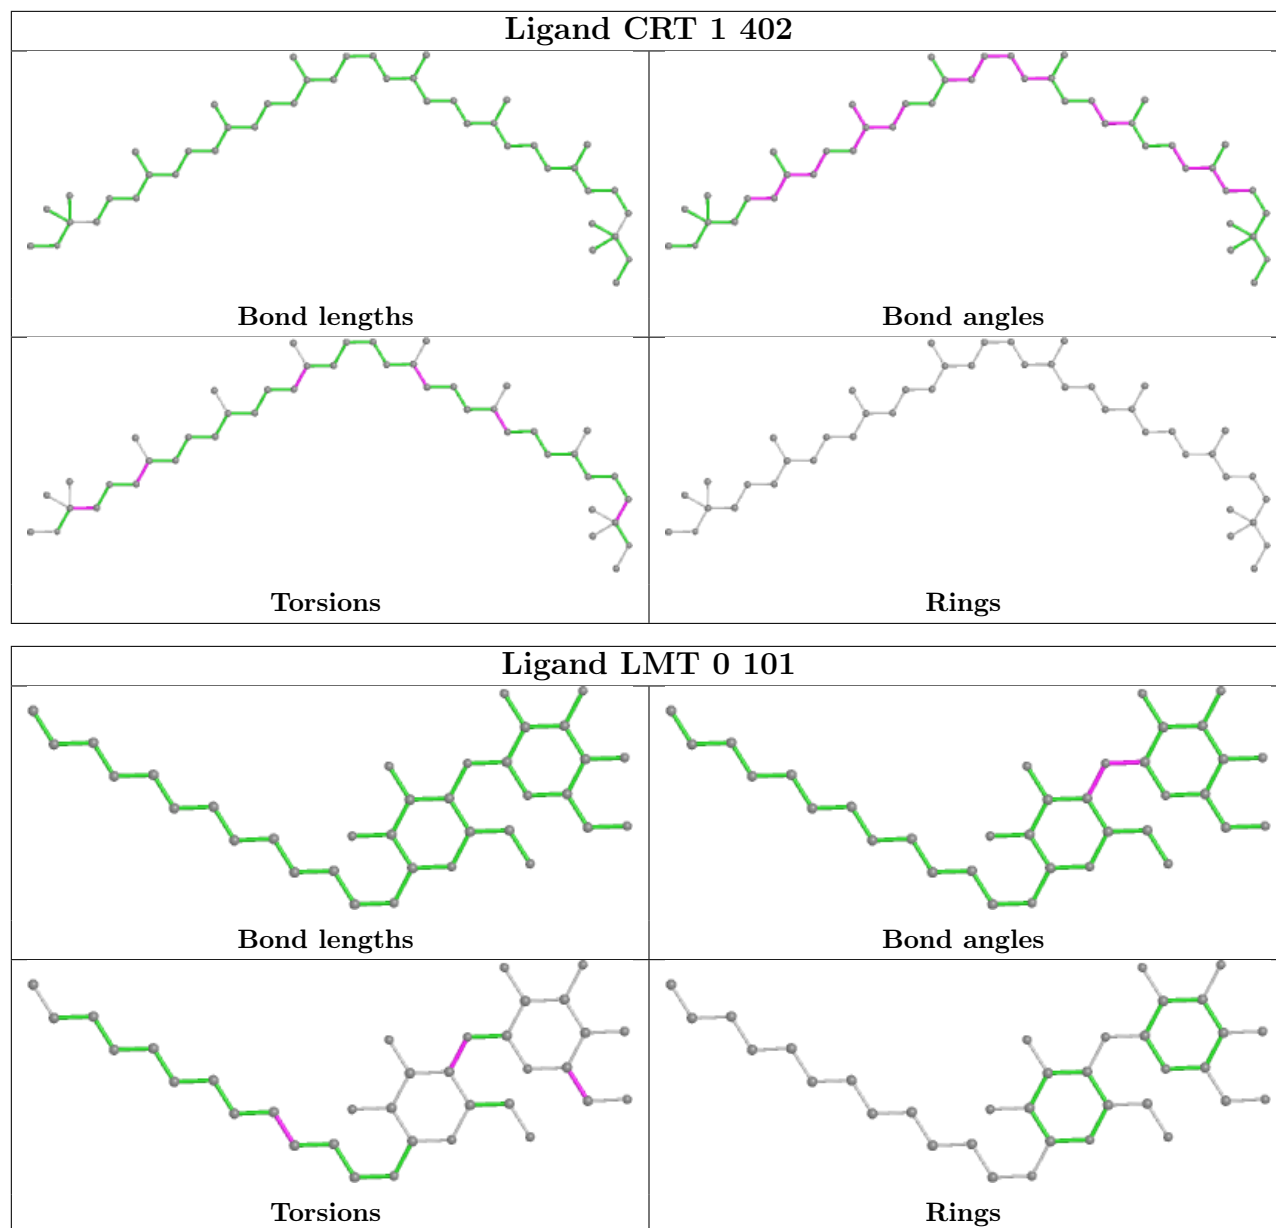 Ligand CRT 1 402
Bond lengths
Bond angles
Torsions
Rings
Ligand LMT 0 101
Bond lengths
Bond angles
Torsions
Rings